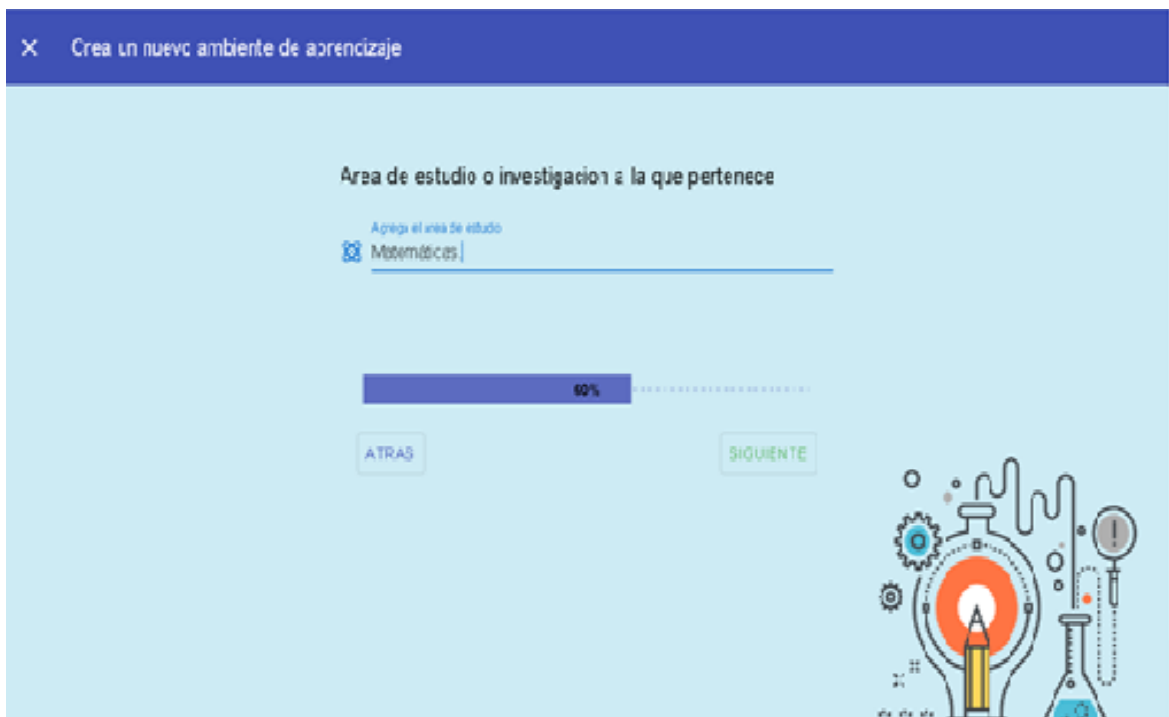 Crea un nuevo ambiente de aprendizaje
Area de estudio o investigacion a la que pertenece
Agrega el area de estudio
Matemáticas
60%
ATRAS
SIGUIENTE